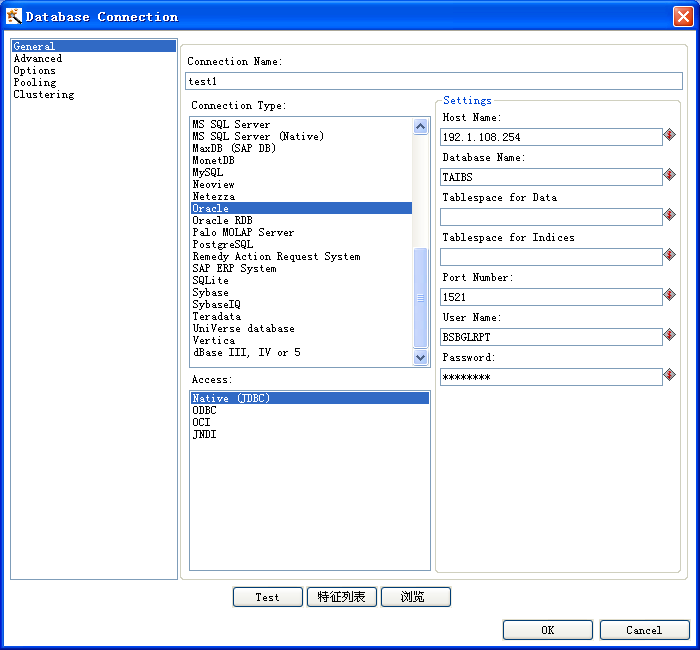 Database Connection
General
Advanced
Options
Pooling
Clustering
Connection Name:
test1
Connection Type:
MS SQL Server
MS SQL Server (Native)
MaxDB (SAP DB)
MonetDB
MySQL
Neoview
Netezza
Oracle
Oracle RDB
Palo MOLAP Server
PostgreSQL
Remedy Action Request System
SAP ERP System
SQLite
Sybase
SybaseIQ
Teradata
UniVerse database
Vertica
dBase III, IV or 5
Access:
Native (JDBC)
ODBC
OCI
JNDI
Settings
Host Name:
192.1.108.254
Database Name:
TAIBS
Tablespace for Data
Tablespace for Indices
Port Number:
1521
User Name:
BSBGLRPT
Password:
********
Test
特征列表
浏览
OK
Cancel